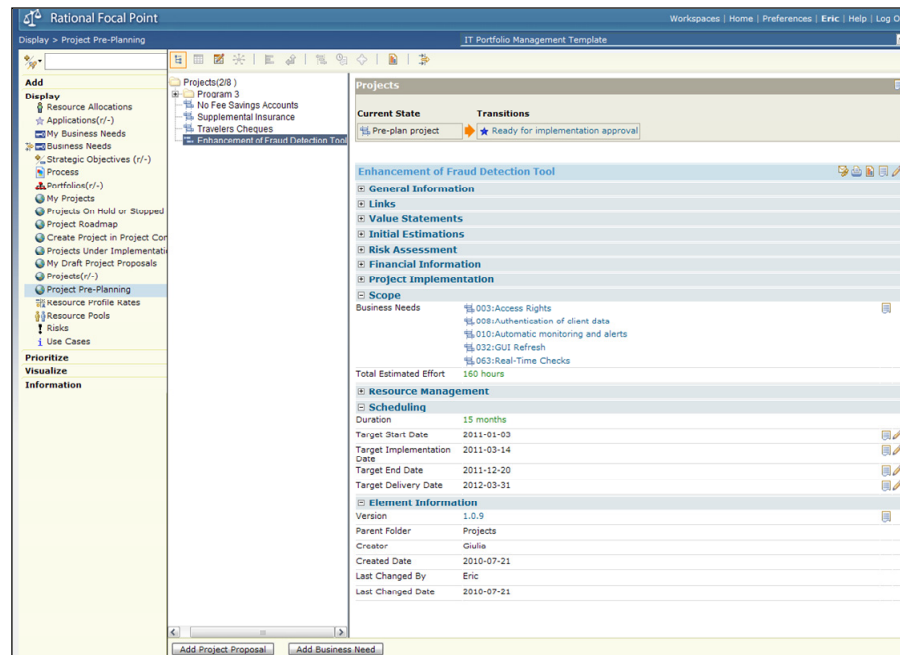 Rational Focal Point
Workspaces | Home | Preferences | Eric | Help | Log O
Display > Project Pre-Planning
IT Portfolio Management Template
Add
Display
Resource Allocations
Applications(r/-)
My Business Needs
Business Needs
Strategic Objectives (r/-)
Process
Portfolios(r/-)
My Projects
Projects On Hold or Stopped
Project Roadmap
Create Project in Project Cor
Projects Under Implementati
My Draft Project Proposals
Projects(r/-)
Project Pre-Planning
Resource Profile Rates
Resource Pools
Risks
Use Cases
Prioritize
Visualize
Information
Projects(2/8 )
Program 3
No Fee Savings Accounts
Supplemental Insurance
Travelers Cheques
Enhancement of Fraud Detection Tool
Projects
Current State Transitions
Pre-plan project Ready for implementation approval
Enhancement of Fraud Detection Tool
General Information
Links
Value Statements
Initial Estimations
Risk Assessment
Financial Information
Project Implementation
Scope
Business Needs 003:Access Rights
008:Authentication of client data
010:Automatic monitoring and alerts
032:GUI Refresh
063:Real-Time Checks
Total Estimated Effort 160 hours
Resource Management
Scheduling
Duration 15 months
Target Start Date 2011-01-03
Target Implementation Date 2011-03-14
Target End Date 2011-12-20
Target Delivery Date 2012-03-31
Element Information
Version 1.0.9
Parent Folder Projects
Creator Giulia
Created Date 2010-07-21
Last Changed By Eric
Last Changed Date 2010-07-21
Add Project Proposal Add Business Need